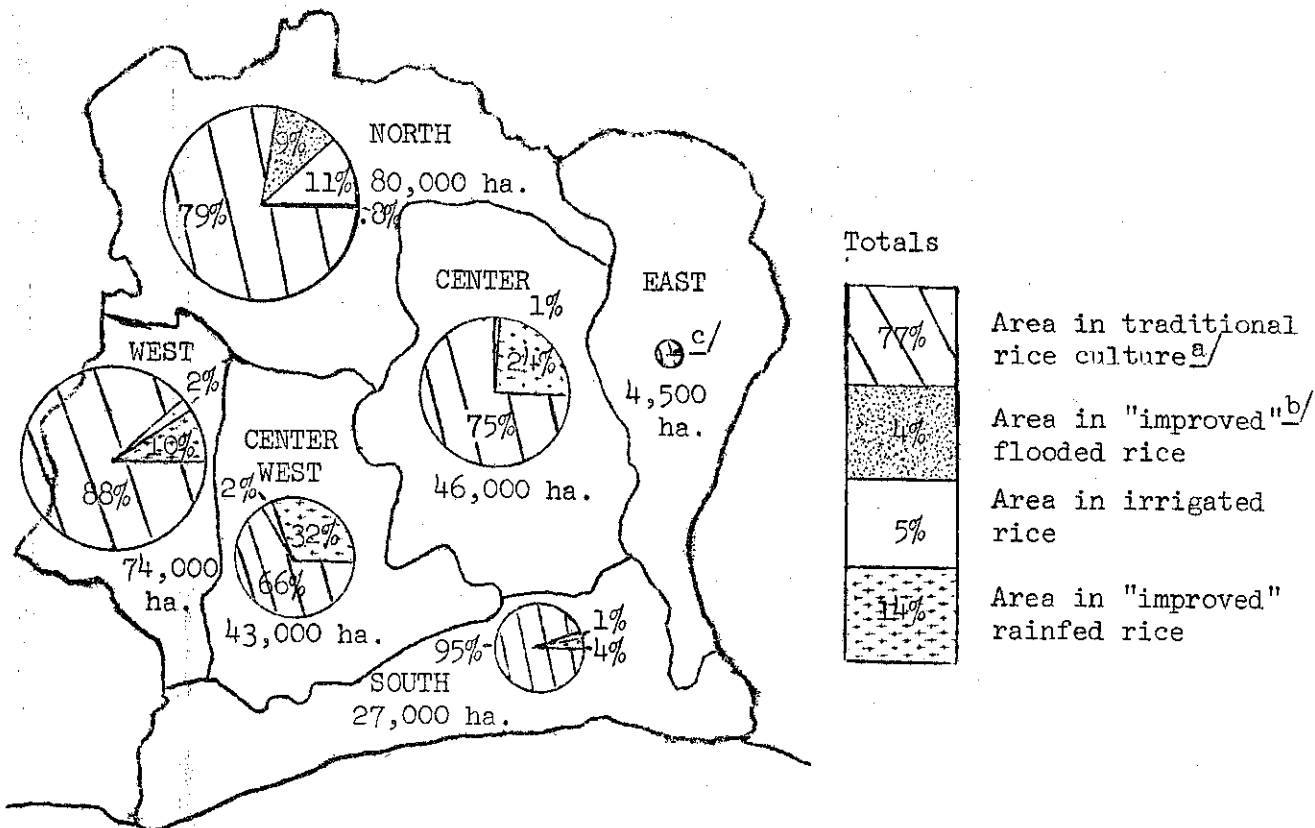 NORTH
80,000 ha.
9%
11%
79%
.8%
CENTER
1%
24%
75%
46,000 ha.
EAST
c/
4,500
ha.
WEST
2%
10%
88%
74,000
ha.
CENTER
WEST
2%
32%
66%
43,000 ha.
95%
1%
4%
SOUTH
27,000 ha.
Totals
77%
Area in traditional
rice culture a/
4%
Area in "improved" b/
flooded rice
5%
Area in irrigated
rice
14%
Area in "improved"
rainfed rice